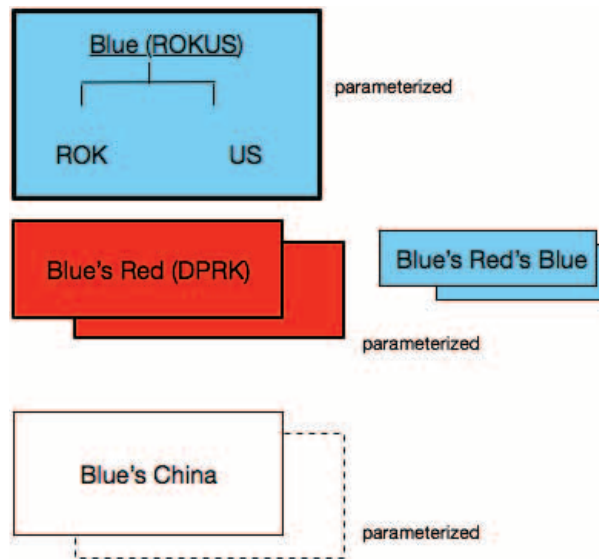 Blue (ROKUS)
parameterized
ROK US
Blue's Red (DPRK)
Blue's Red's Blue
parameterized
Blue's China
parameterized